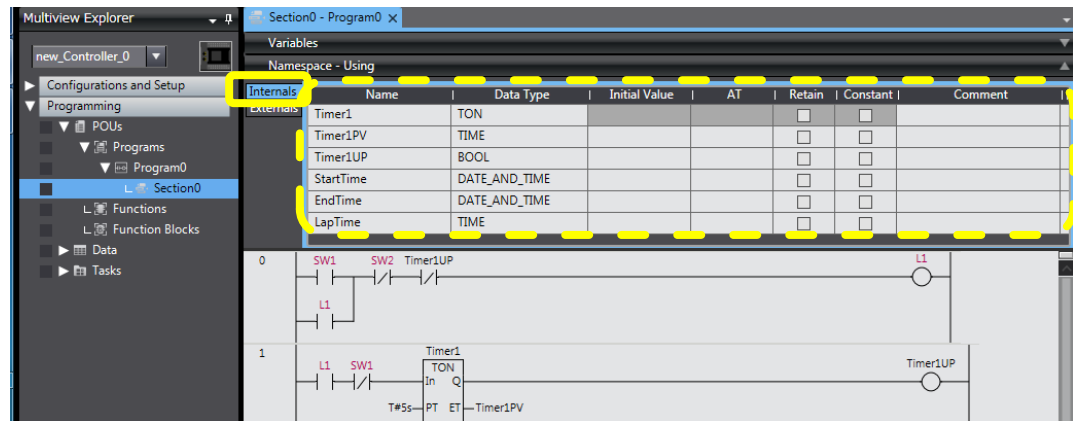 Multiview Explorer
Section0 - Program0
Variables
new_Controller_0
Namespace - Using
Configurations and Setup
Internals
Name Data Type Initial Value AT Retain Constant Comment
Programming
Externals
Timer1 TON
POUs
Timer1PV TIME
Programs
Timer1UP BOOL
Program0
StartTime DATE_AND_TIME
Section0
EndTime DATE_AND_TIME
Functions
LapTime TIME
Function Blocks
Data
Tasks
0 SW1 SW2 Timer1UP L1
L1
1 Timer1
L1 SW1 TON Timer1UP
In Q
T#5s PT ET Timer1PV